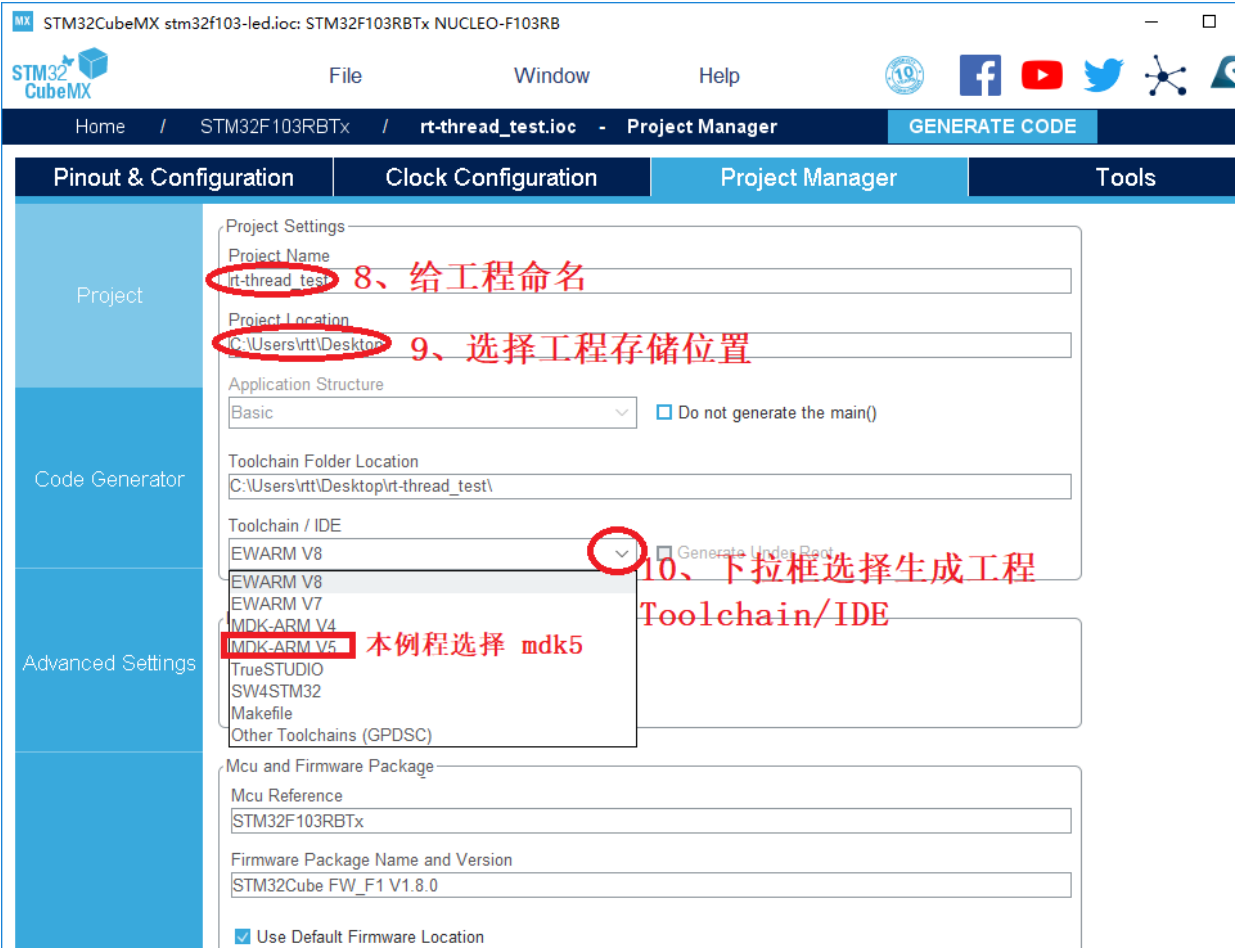 MX STM32CubeMX stm32f103-led.ioc: STM32F103RBTx NUCLEO-F103RB
STM32
CubeMX
File Window Help
10
Home / STM32F103RBTx / rt-thread_test.ioc - Project Manager GENERATE CODE
Pinout & Configuration Clock Configuration Project Manager Tools
Project
Code Generator
Advanced Settings
Project Settings
Project Name
rt-thread_test
8、给工程命名
Project Location
C:\Users\rtt\Desktop
9、选择工程存储位置
Application Structure
Basic
Do not generate the main()
Toolchain Folder Location
C:\Users\rtt\Desktop\rt-thread_test\
Toolchain / IDE
EWARM V8
Generate Under Root
10、下拉框选择生成工程
Toolchain/IDE
EWARM V8
EWARM V7
MDK-ARM V4
MDK-ARM V5
本例程选择 mdk5
TrueSTUDIO
SW4STM32
Makefile
Other Toolchains (GPDSC)
Mcu and Firmware Package
Mcu Reference
STM32F103RBTx
Firmware Package Name and Version
STM32Cube FW_F1 V1.8.0
Use Default Firmware Location